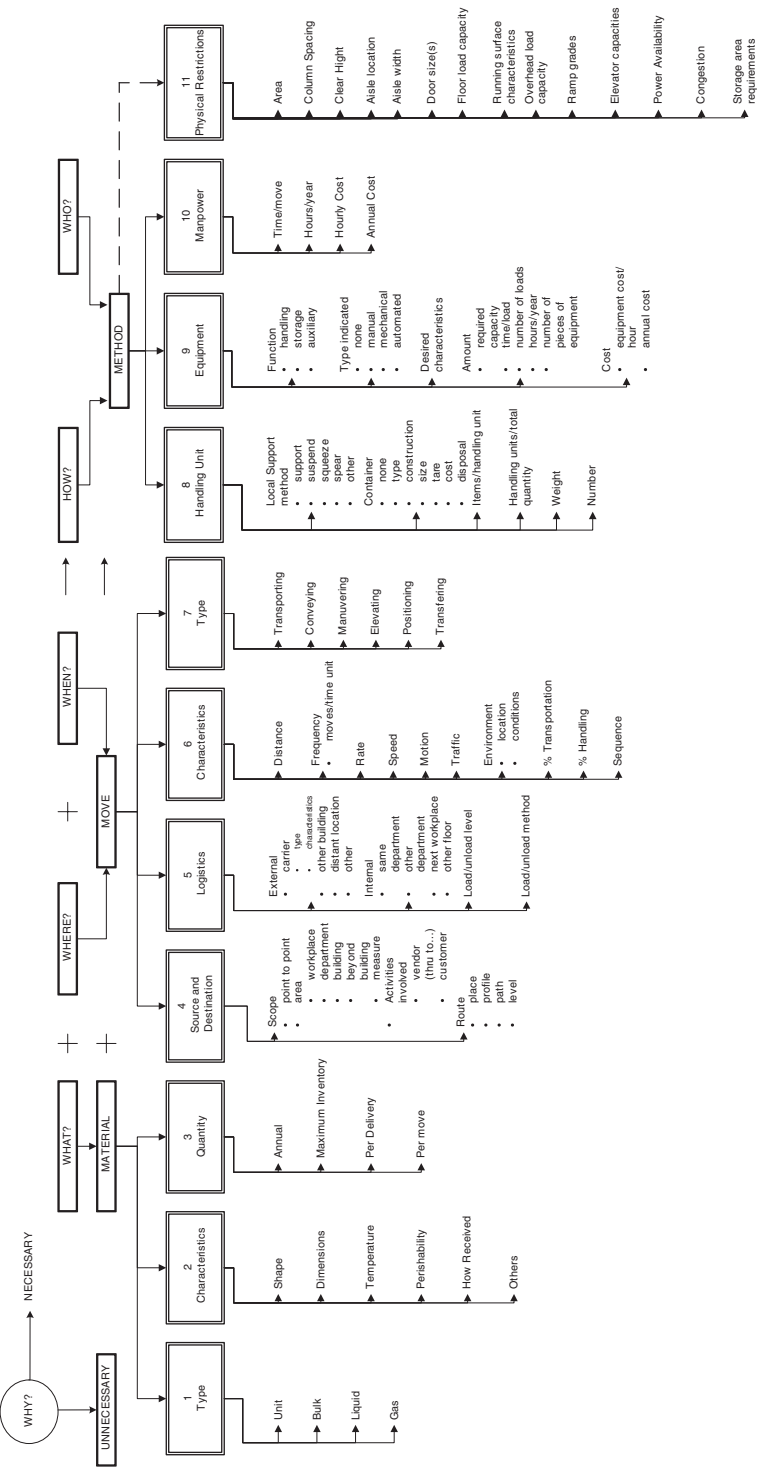 WHY?
NECESSARY
UNNECESSARY
WHAT?
MATERIAL
+
+
WHERE?
+
WHEN?
MOVE
HOW?
WHO?
METHOD
1
Type
Unit
Bulk
Liquid
Gas
2
Characteristics
Shape
Dimensions
Temperature
Perishability
How Received
Others
3
Quantity
Annual
Maximum Inventory
Per Delivery
Per move
4
Source and
Destination
Scope
• point to point
• area
• workplace
• department
• building
• beyond
building
• measure
• Activities
involved
• vendor
(thru to...)
• customer
Route
• place
• profile
• path
• level
5
Logistics
External
• carrier
• type
• characteristics
• other building
• distant location
• other
Internal
• same
department
• other
department
• next workplace
• other floor
Load/unload level
Load/unload method
6
Characteristics
Distance
Frequency
• moves/time unit
Rate
Speed
Motion
Traffic
Environment
• location
• conditions
% Transportation
% Handling
Sequence
7
Type
Transporting
Conveying
Manuvering
Elevating
Positioning
Transfering
8
Handling Unit
Local Support
method
• support
• suspend
• squeeze
• spear
• other
Container
• none
• type
• construction
• size
• tare
• cost
• disposal
Items/handling unit
Handling units/total
quantity
Weight
Number
9
Equipment
Function
• handling
• storage
• auxiliary
Type indicated
• none
• manual
• mechanical
• automated
Desired
characteristics
Amount
• required
capacity
• time/load
• number of loads
• hours/year
• number of
pieces of
equipment
Cost
• equipment cost/
hour
• annual cost
10
Manpower
Time/move
Hours/year
Hourly Cost
Annual Cost
11
Physical Restrictions
Area
Column Spacing
Clear Hight
Aisle location
Aisle width
Door size(s)
Floor load capacity
Running surface
characteristics
Overhead load
capacity
Ramp grades
Elevator capacities
Power Availability
Congestion
Storage area
requirements